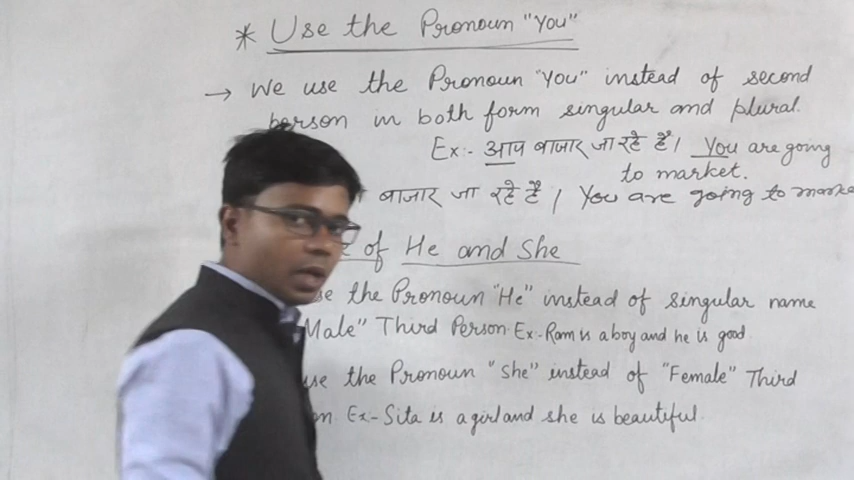 * Use the Pronoun "You"
→ We use the Pronoun "You" instead of second
person in both form singular and plural.
Ex:- आप बाजार जा रहे हैं। You are going
to market.
बाजार जा रहे हैं। You are going to marke
of He and She
the Pronoun "He" instead of singular name
Male" Third Person Ex:- Ram is a boy and he is good
use the Pronoun "She" instead of "Female" Third
Ex:- Sita is a girl and she is beautiful.